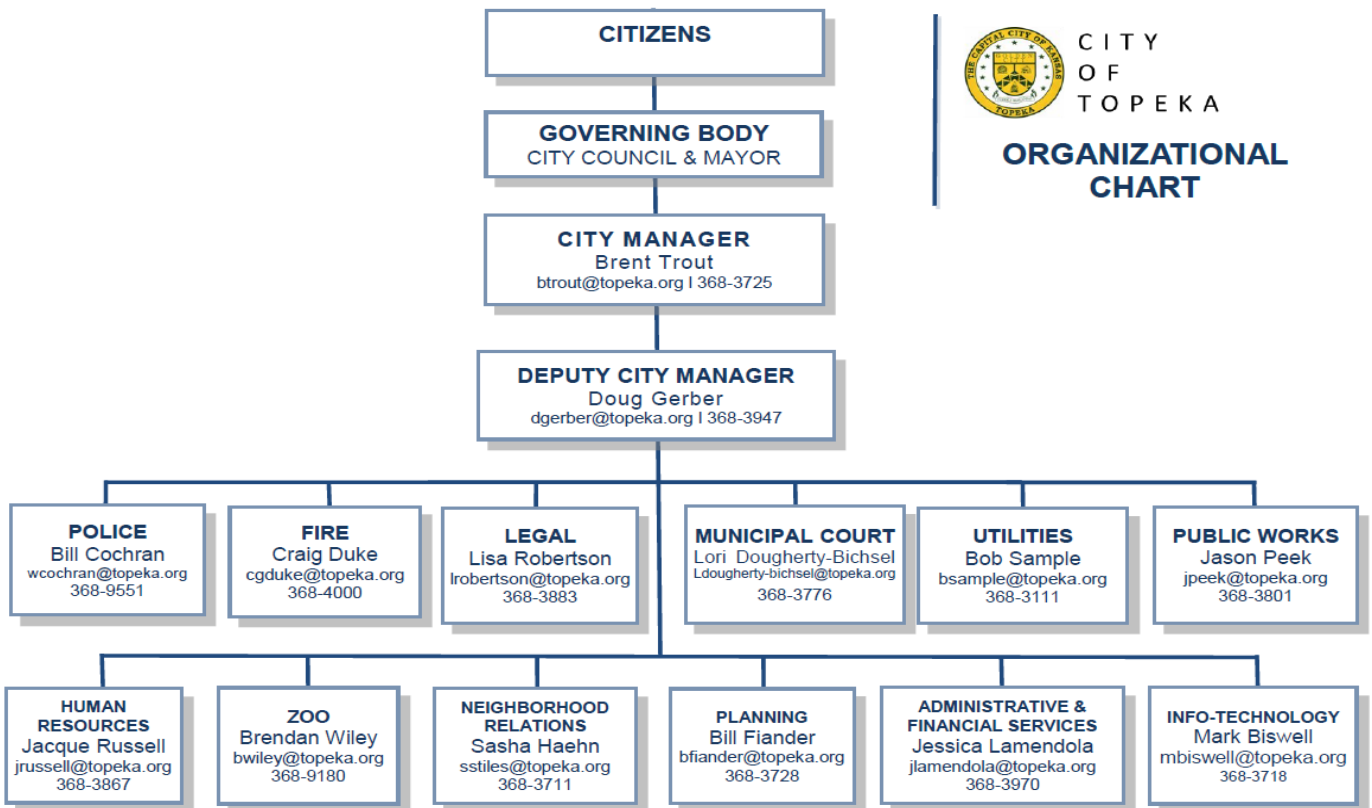 CITIZENS
CITY
OF
TOPEKA
THE CAPITAL CITY OF KANSAS
TOPEKA
ORGANIZATIONAL
CHART
GOVERNING BODY
CITY COUNCIL & MAYOR
CITY MANAGER
Brent Trout
btrout@topeka.org I 368-3725
DEPUTY CITY MANAGER
Doug Gerber
dgerber@topeka.org I 368-3947
POLICE
Bill Cochran
wcochran@topeka.org
368-9551
FIRE
Craig Duke
cgduke@topeka.org
368-4000
LEGAL
Lisa Robertson
lrobertson@topeka.org
368-3883
MUNICIPAL COURT
Lori Dougherty-Bichsel
Ldougherty-bichsel@topeka.org
368-3776
UTILITIES
Bob Sample
bsample@topeka.org
368-3111
PUBLIC WORKS
Jason Peek
jpeek@topeka.org
368-3801
HUMAN
RESOURCES
Jacque Russell
jrussell@topeka.org
368-3867
ZOO
Brendan Wiley
bwiley@topeka.org
368-9180
NEIGHBORHOOD
RELATIONS
Sasha Haehn
sstiles@topeka.org
368-3711
PLANNING
Bill Fiander
bfiander@topeka.org
368-3728
ADMINISTRATIVE &
FINANCIAL SERVICES
Jessica Lamendola
jlamendola@topeka.org
368-3970
INFO-TECHNOLOGY
Mark Biswell
mbiswell@topeka.org
368-3718